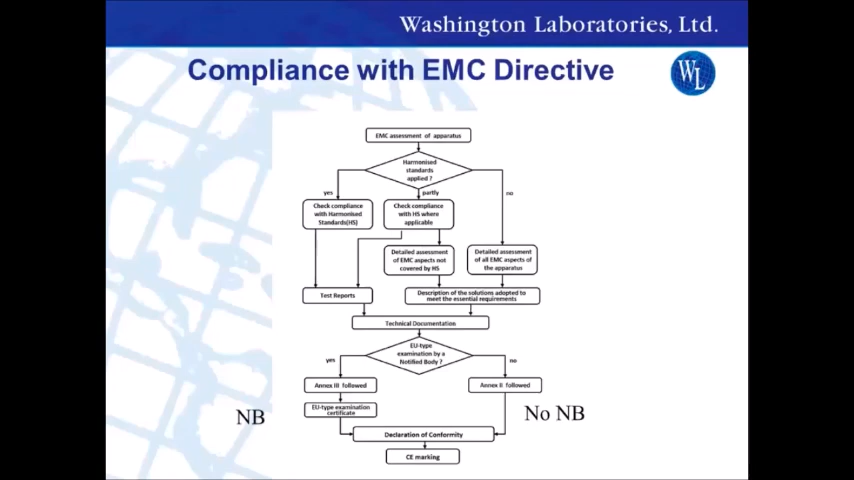 Washington Laboratories, Ltd.
Compliance with EMC Directive
WL
EMC assessment of apparatus
Harmonised
standards
applied ?
yes
partly
no
Check compliance
with Harmonised
Standards(HS)
Check compliance
with HS where
applicable
Detailed assessment
of EMC aspects not
covered by HS
Detailed assessment
of all EMC aspects of
the apparatus
Test Reports
Description of the solutions adopted to
meet the essential requirements
Technical Documentation
EU-type
examination by a
Notified Body ?
yes
no
Annex III followed
Annex II followed
EU-type examination
certificate
NB
No NB
Declaration of Conformity
CE marking